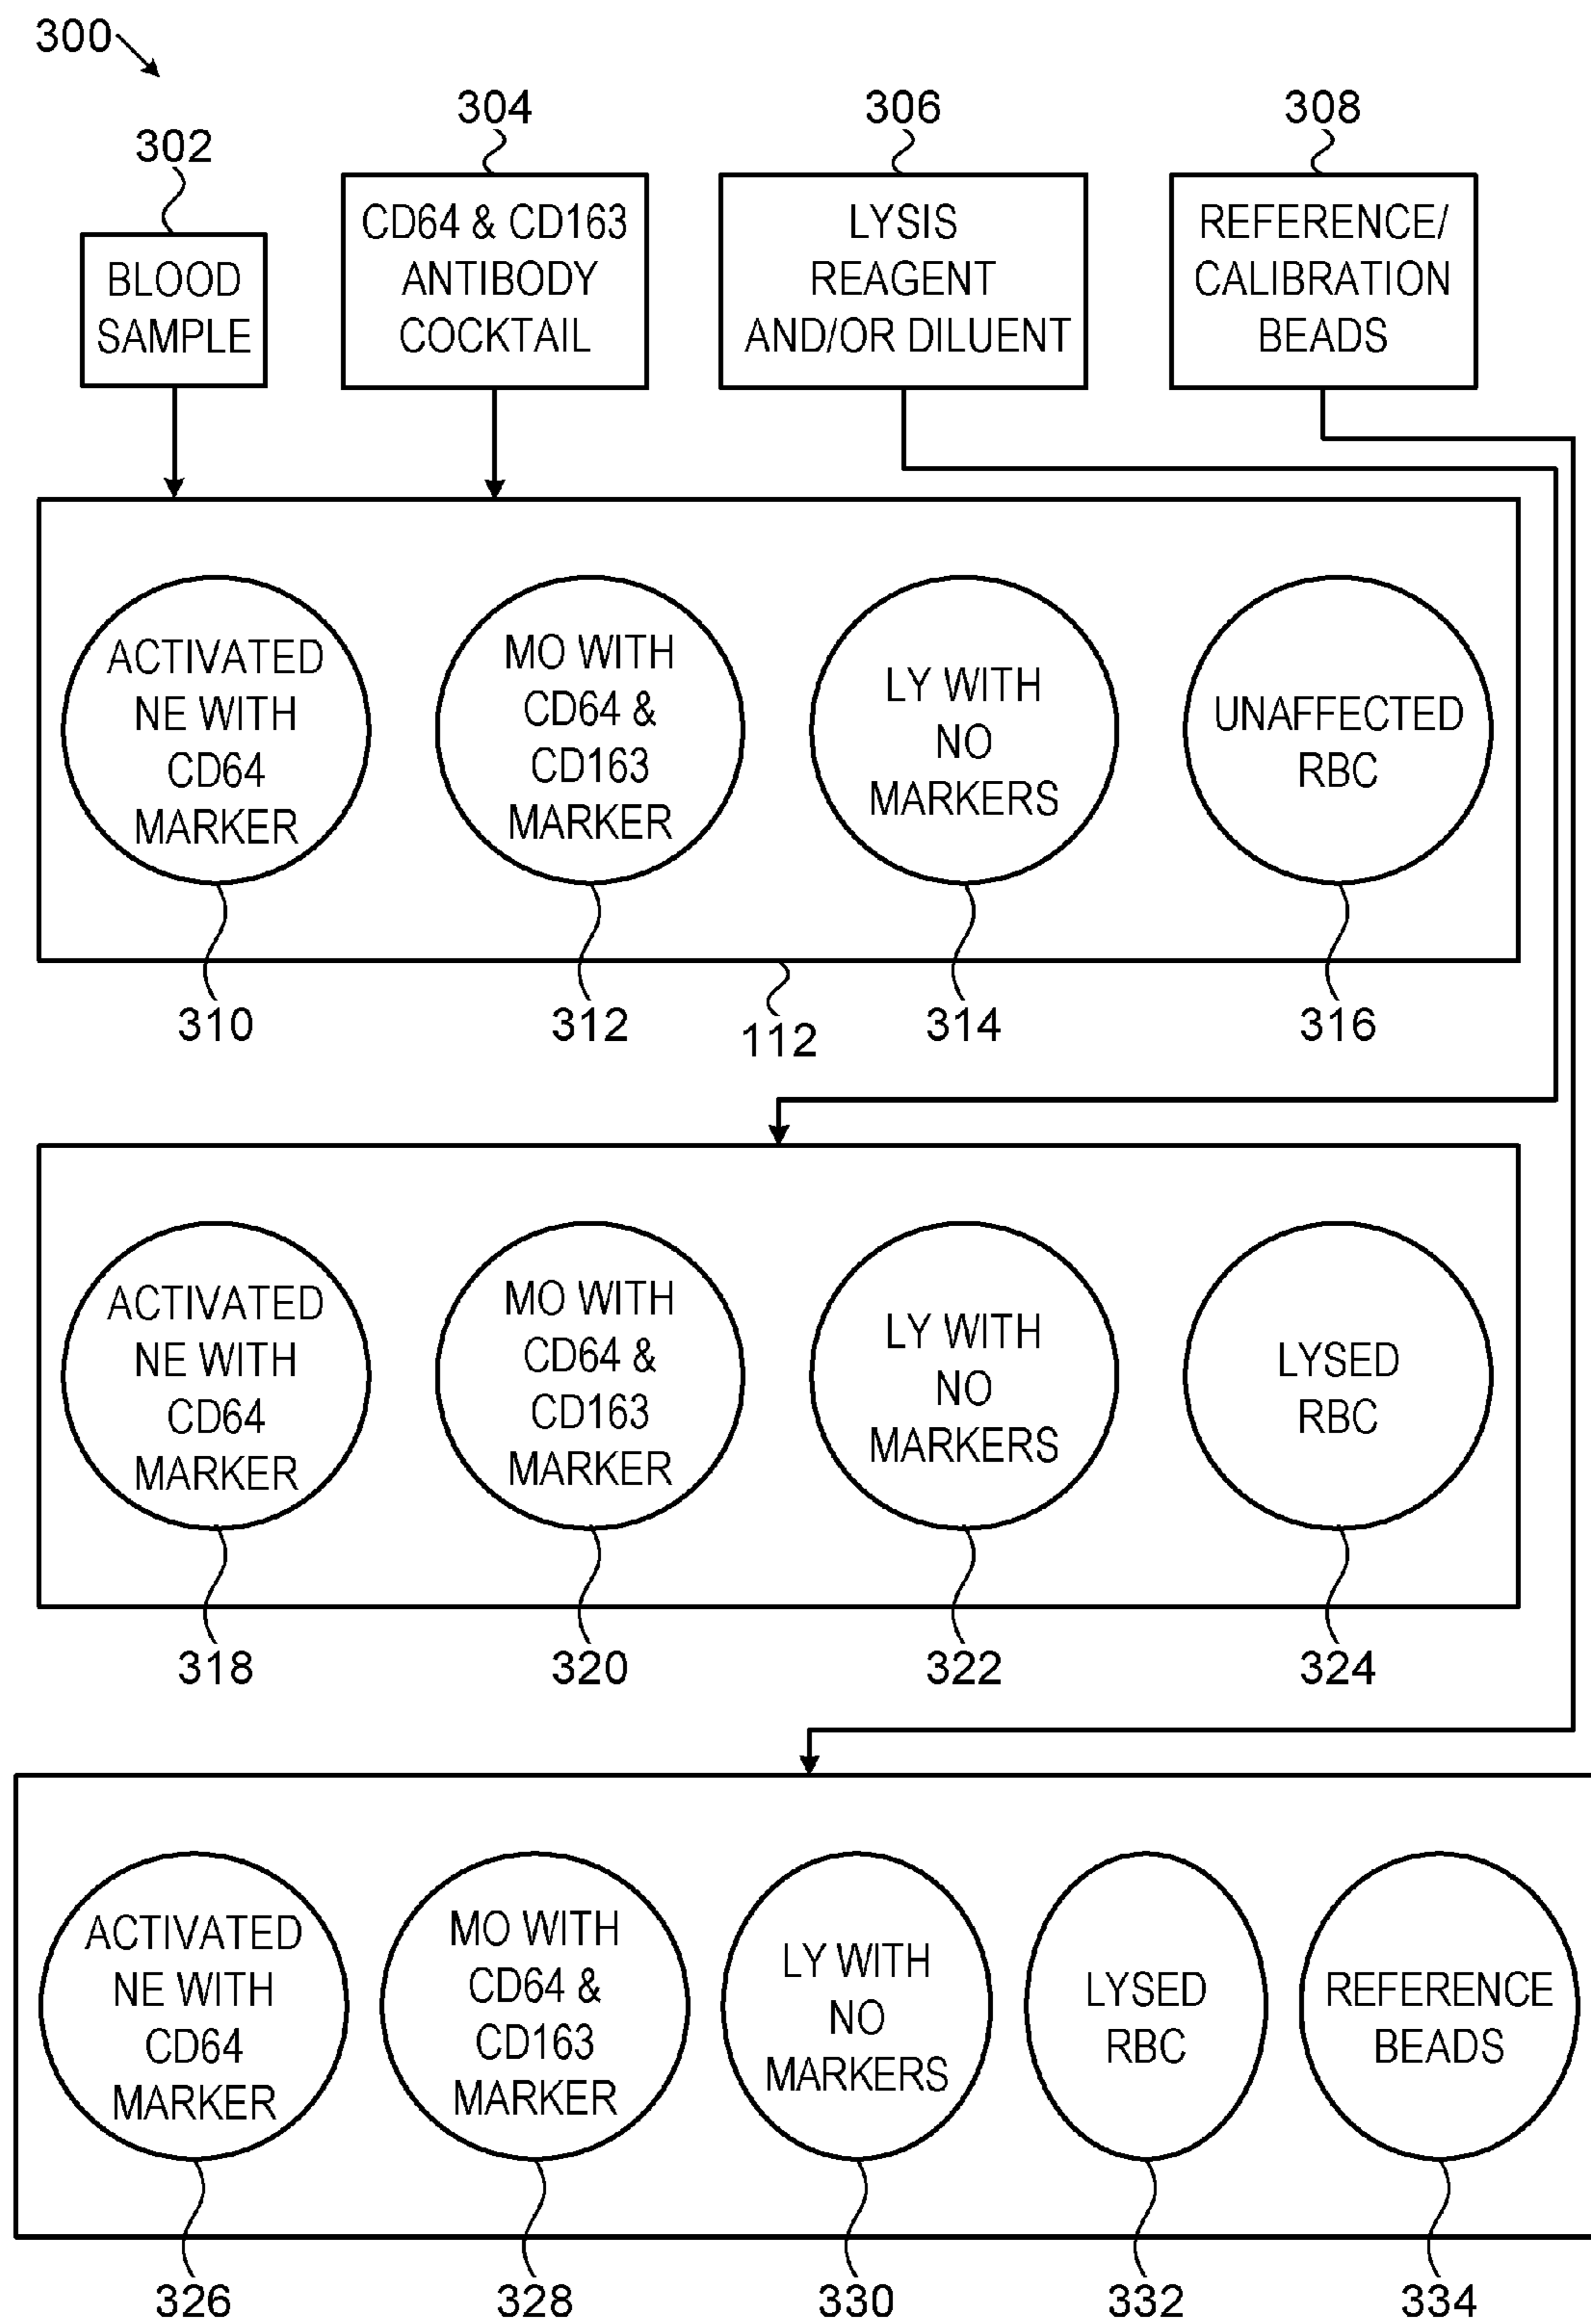 300
302
304
306
308
BLOOD
SAMPLE
CD64 & CD163
ANTIBODY
COCKTAIL
LYSIS
REAGENT
AND/OR DILUENT
REFERENCE/
CALIBRATION
BEADS
ACTIVATED
NE WITH
CD64
MARKER
MO WITH
CD64 &
CD163
MARKER
LY WITH
NO
MARKERS
UNAFFECTED
RBC
310
312
112
314
316
ACTIVATED
NE WITH
CD64
MARKER
MO WITH
CD64 &
CD163
MARKER
LY WITH
NO
MARKERS
LYSED
RBC
318
320
322
324
ACTIVATED
NE WITH
CD64
MARKER
MO WITH
CD64 &
CD163
MARKER
LY WITH
NO
MARKERS
LYSED
RBC
REFERENCE
BEADS
326
328
330
332
334